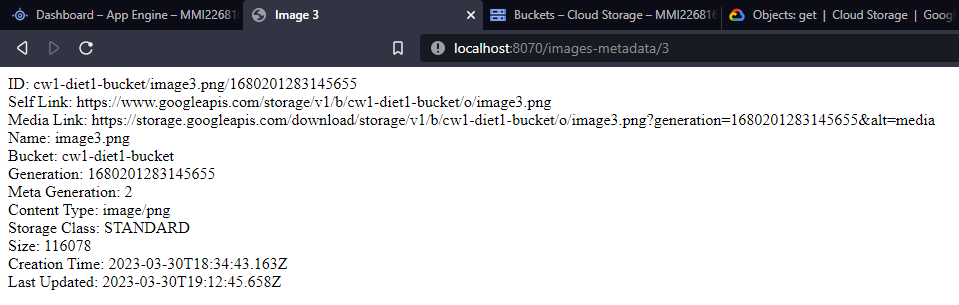 Dashboard – App Engine – MMI22681
Image 3
Buckets – Cloud Storage – MMI22681
Objects: get | Cloud Storage | Goog
localhost:8070/images-metadata/3
ID: cw1-diet1-bucket/image3.png/1680201283145655
Self Link: https://www.googleapis.com/storage/v1/b/cw1-diet1-bucket/o/image3.png
Media Link: https://storage.googleapis.com/download/storage/v1/b/cw1-diet1-bucket/o/image3.png?generation=1680201283145655&alt=media
Name: image3.png
Bucket: cw1-diet1-bucket
Generation: 1680201283145655
Meta Generation: 2
Content Type: image/png
Storage Class: STANDARD
Size: 116078
Creation Time: 2023-03-30T18:34:43.163Z
Last Updated: 2023-03-30T19:12:45.658Z